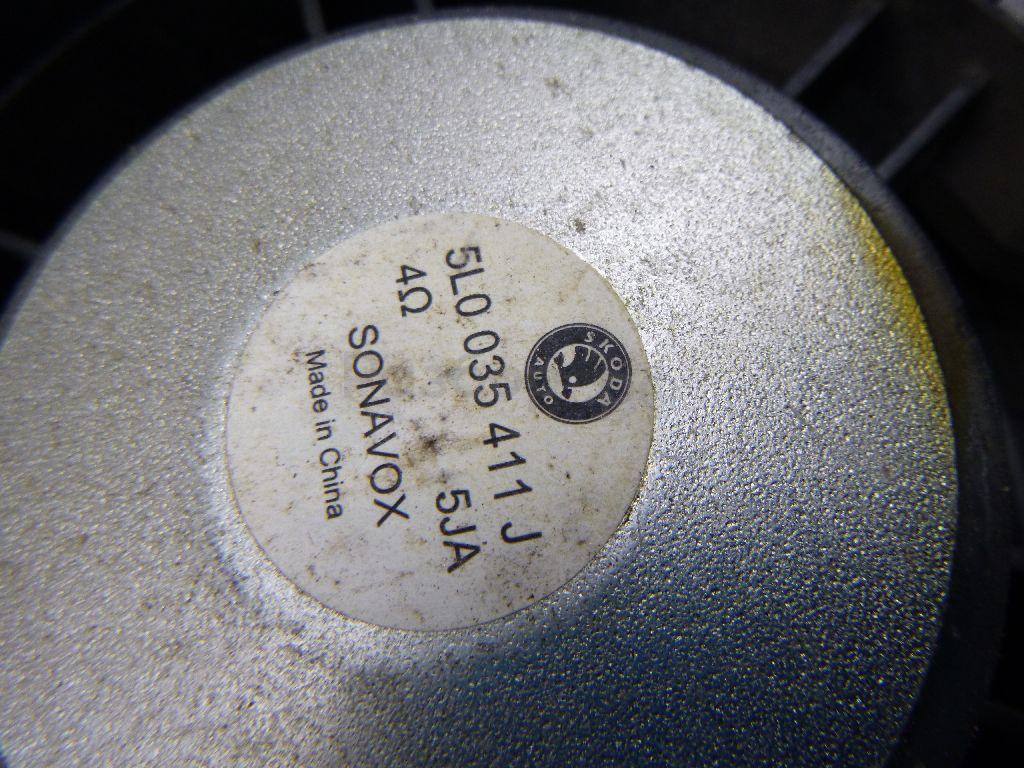 SKODA
AUTO
5L0 035 411 J
4Ω 5JA
SONAVOX
Made in China